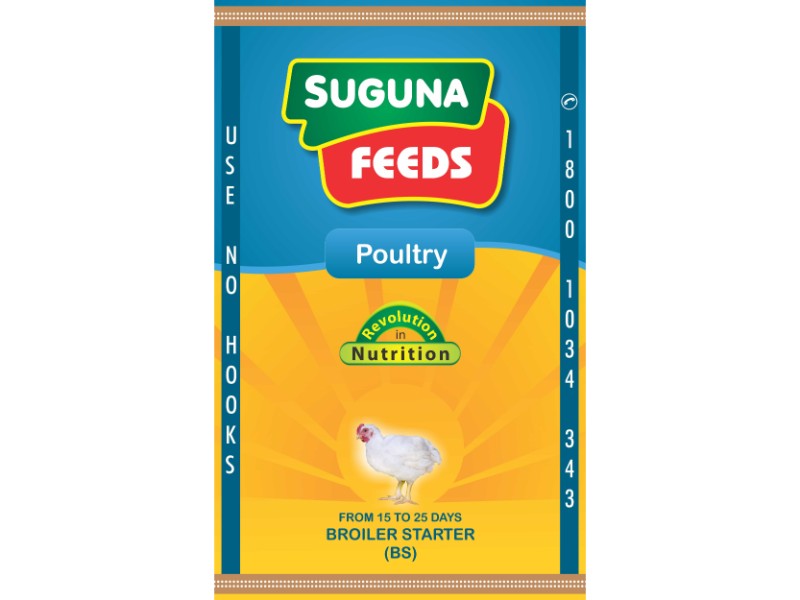 SUGUNA
FEEDS
Poultry
Revolution
in
Nutrition
FROM 15 TO 25 DAYS
BROILER STARTER
(BS)
USE NO HOOKS
1800 1034 343